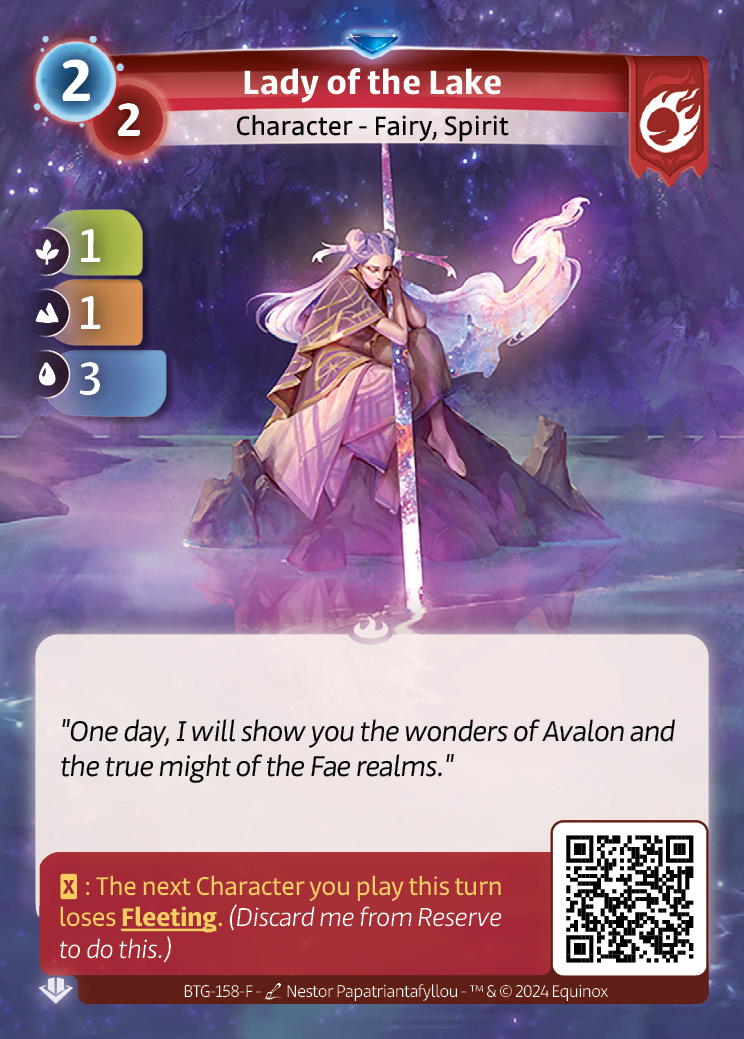 2
Lady of the Lake
2
Character - Fairy, Spirit
1
1
3
"One day, I will show you the wonders of Avalon and
the true might of the Fae realms."
X : The next Character you play this turn
loses Fleeting. (Discard me from Reserve
to do this.)
BTG-158-F - Nestor Papatriantafyllou - ™ & © 2024 Equinox